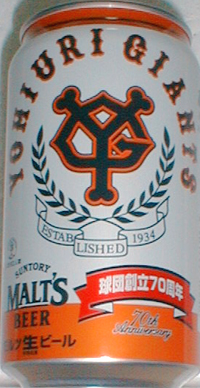 YOMIURI GIANTS
YG
ESTAB
LISHED
1934
SUNTORY
MALT'S
BEER
球団創立70周年
70th
Anniversary
生ビール